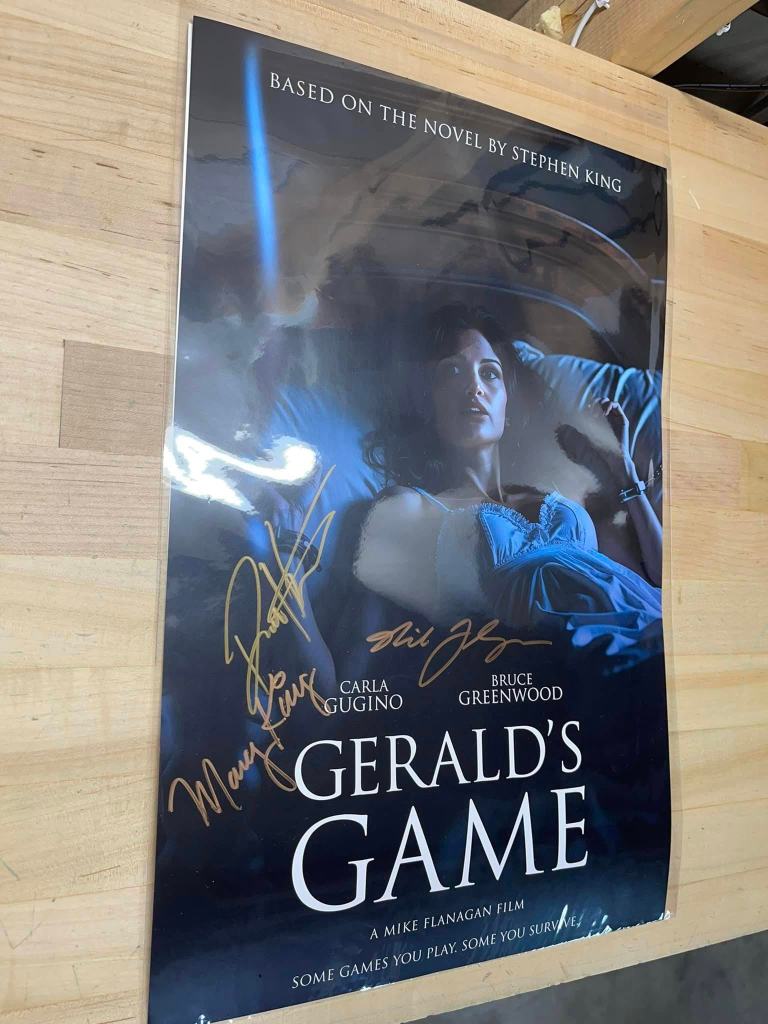 BASED ON THE NOVEL BY STEPHEN KING
CARLA GUGINO
BRUCE GREENWOOD
GERALD'S
GAME
A MIKE FLANAGAN FILM
SOME GAMES YOU PLAY. SOME YOU SURVIVE.